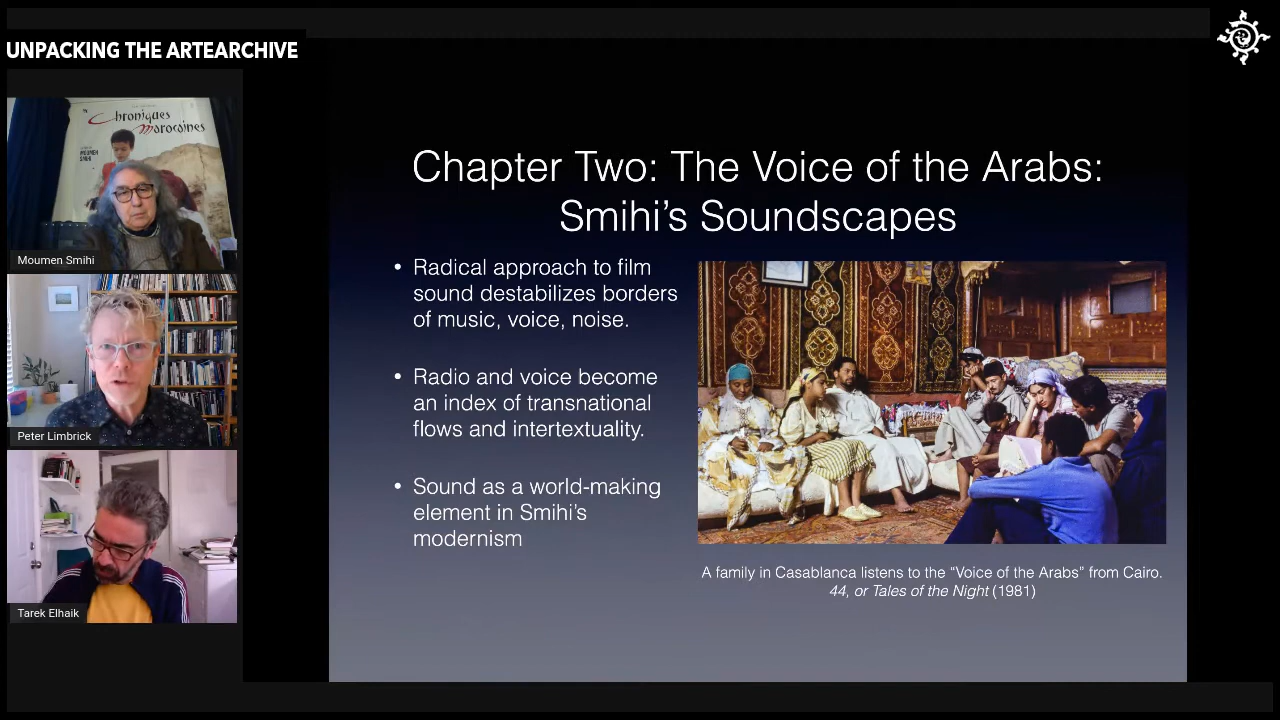 UNPACKING THE ARTEARCHIVE
Chroniques
marocaines
MOUMEN
SMIHI
Moumen Smihi
Peter Limbrick
Tarek Elhaik
Chapter Two: The Voice of the Arabs:
Smihi’s Soundscapes
• Radical approach to film
sound destabilizes borders
of music, voice, noise.
• Radio and voice become
an index of transnational
flows and intertextuality.
• Sound as a world-making
element in Smihi’s
modernism
A family in Casablanca listens to the “Voice of the Arabs” from Cairo.
44, or Tales of the Night (1981)